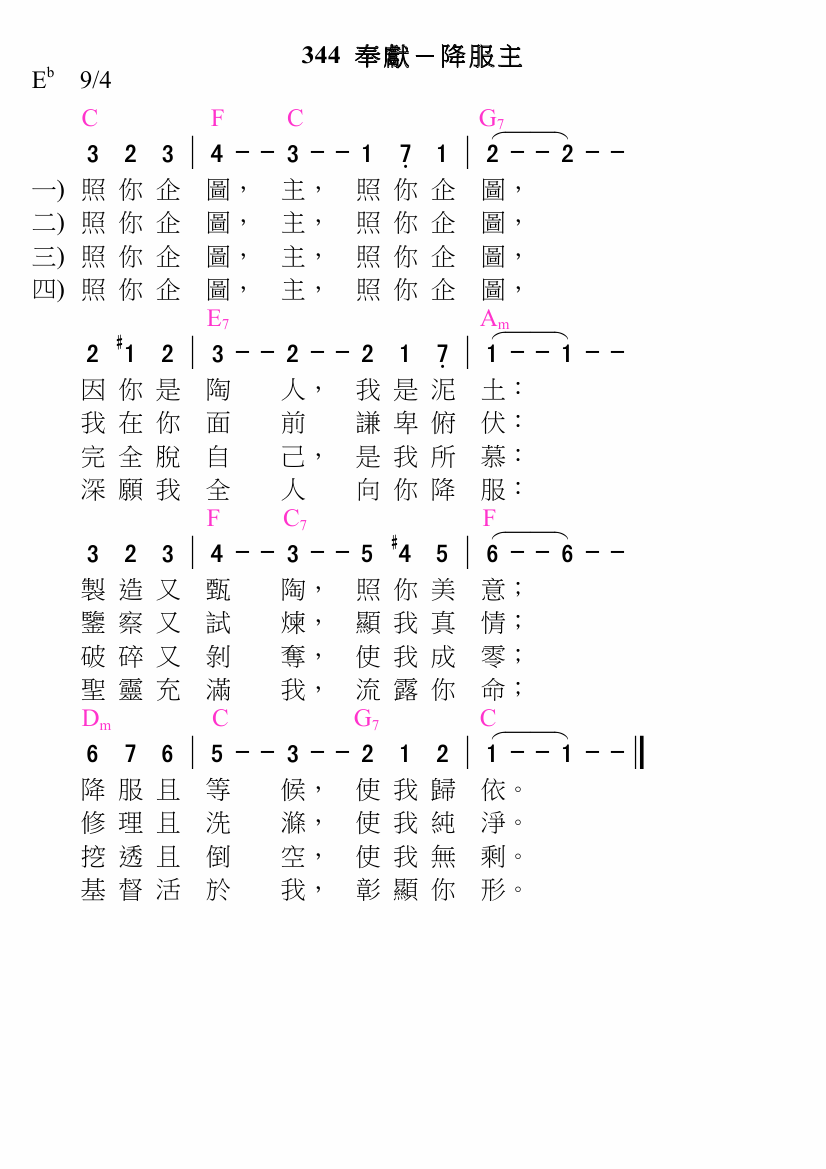 344 奉獻－降服主
E♭ 9/4
C F C G7
3 2 3 | 4 - - 3 - - 1 7̣ 1 | 2 - - 2 - -
一) 照你企圖，主，照你企圖，
二) 照你企圖，主，照你企圖，
三) 照你企圖，主，照你企圖，
四) 照你企圖，主，照你企圖，
E7 Am
2 #1 2 | 3 - - 2 - - 2 1 7̣ | 1 - - 1 - -
因你是陶人，我是泥土：
我在你面前謙卑俯伏：
完全脫自己，是我所慕：
深願我全人向你降服：
F C7 F
3 2 3 | 4 - - 3 - - 5 #4 5 | 6 - - 6 - -
製造又甄陶，照你美意；
鑒察又試煉，顯我真情；
破碎又剝奪，使我成零；
聖靈充滿我，流露你命；
Dm C G7 C
6 7 6 | 5 - - 3 - - 2 1 2 | 1 - - 1 - - ‖
降服且等候，使我歸依。
修理且洗滌，使我純淨。
挖透且倒空，使我無剩。
基督活於我，彰顯你形。